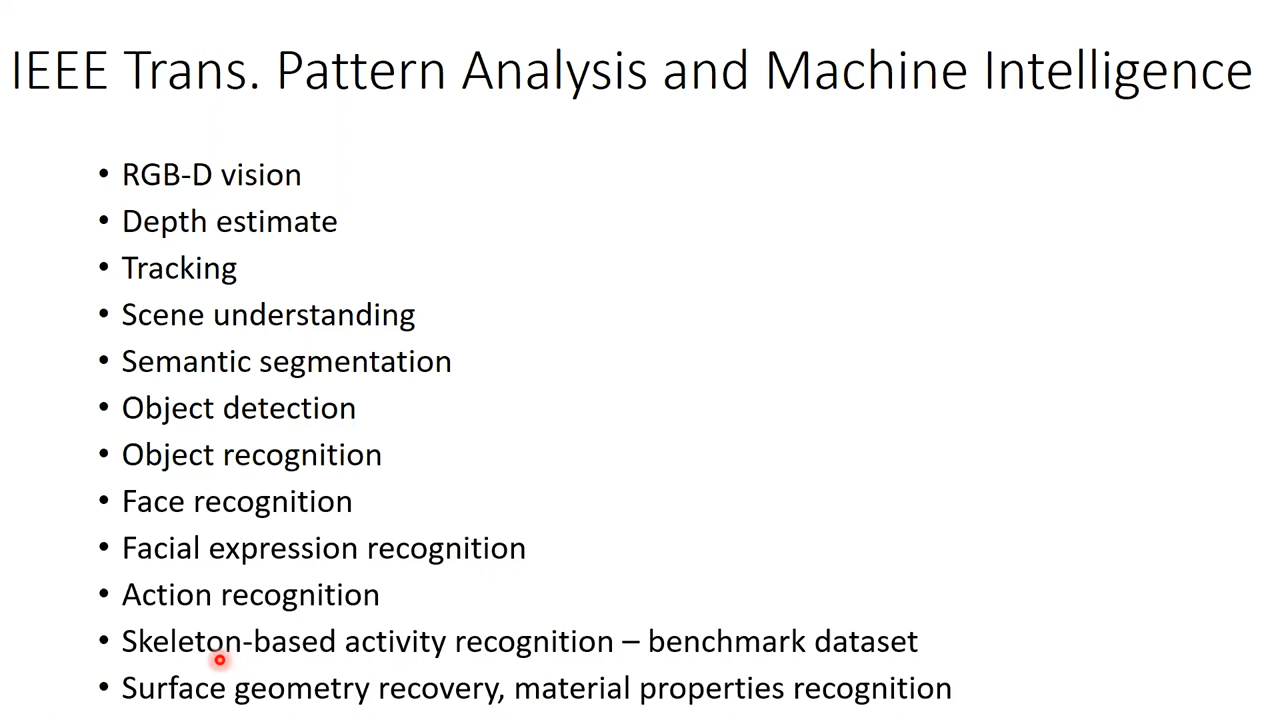 IEEE Trans. Pattern Analysis and Machine Intelligence
• RGB-D vision
• Depth estimate
• Tracking
• Scene understanding
• Semantic segmentation
• Object detection
• Object recognition
• Face recognition
• Facial expression recognition
• Action recognition
• Skeleton-based activity recognition – benchmark dataset
• Surface geometry recovery, material properties recognition